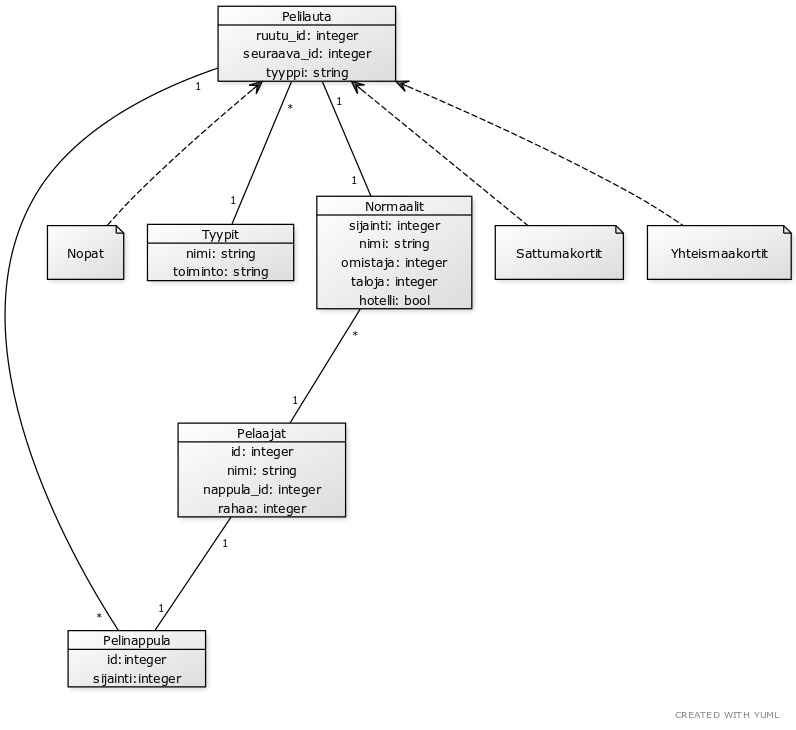 Pelilauta
ruutu_id: integer
seuraava_id: integer
tyyppi: string
1
*
1
1
1
Nopat
Tyypit
nimi: string
toiminto: string
Normaalit
sijainti: integer
nimi: string
omistaja: integer
taloja: integer
hotelli: bool
Sattumakortit
Yhteismaakortit
*
1
Pelaajat
id: integer
nimi: string
nappula_id: integer
rahaa: integer
1
1
*
Pelinappula
id:integer
sijainti:integer
CREATED WITH YUML